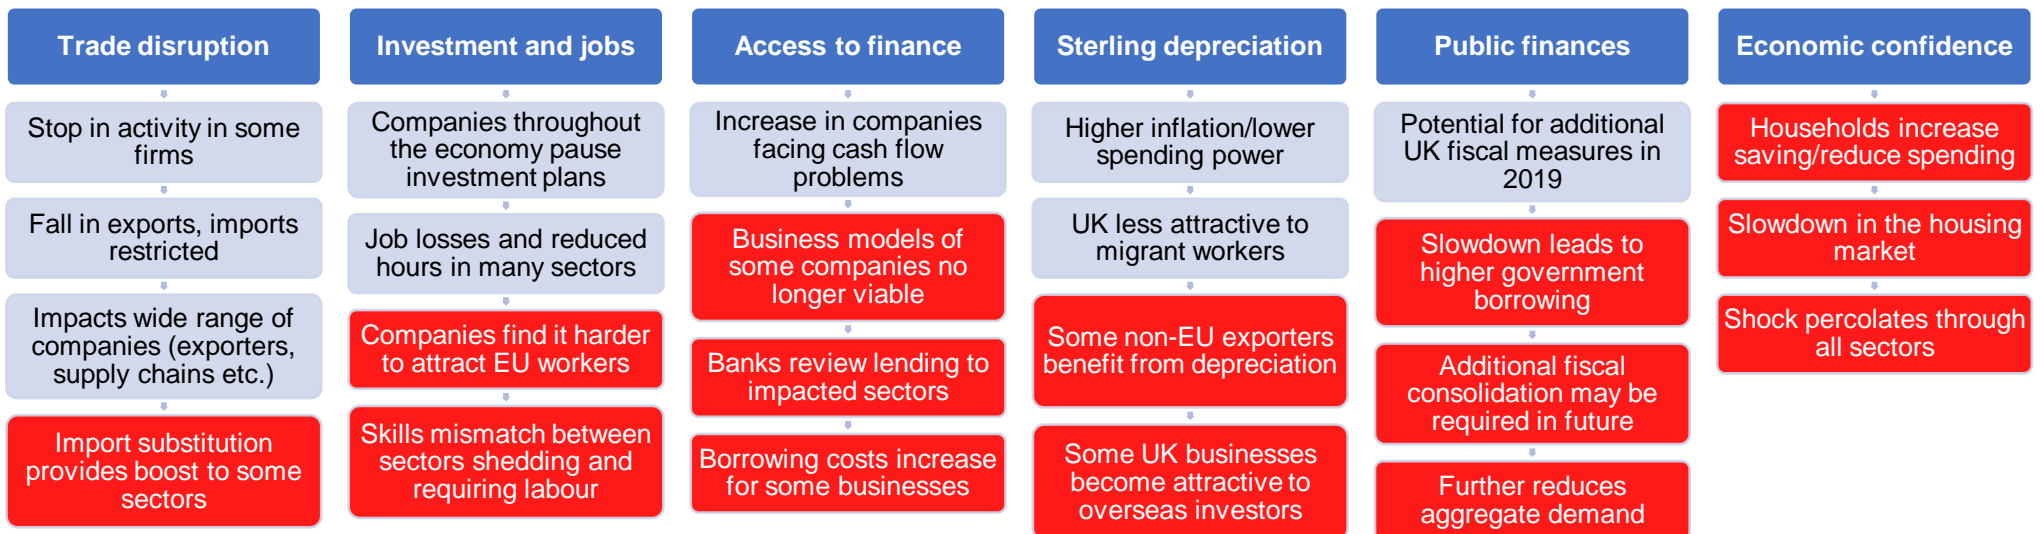 Trade disruption
Stop in activity in some
firms
Fall in exports, imports
restricted
Impacts wide range of
companies (exporters,
supply chains etc.)
Import substitution
provides boost to some
sectors
Investment and jobs
Companies throughout
the economy pause
investment plans
Job losses and reduced
hours in many sectors
Companies find it harder
to attract EU workers
Skills mismatch between
sectors shedding and
requiring labour
Access to finance
Increase in companies
facing cash flow
problems
Business models of
some companies no
longer viable
Banks review lending to
impacted sectors
Borrowing costs increase
for some businesses
Sterling depreciation
Higher inflation/lower
spending power
UK less attractive to
migrant workers
Some non-EU exporters
benefit from depreciation
Some UK businesses
become attractive to
overseas investors
Public finances
Potential for additional
UK fiscal measures in
2019
Slowdown leads to
higher government
borrowing
Additional fiscal
consolidation may be
required in future
Further reduces
aggregate demand
Economic confidence
Households increase
saving/reduce spending
Slowdown in the housing
market
Shock percolates through
all sectors